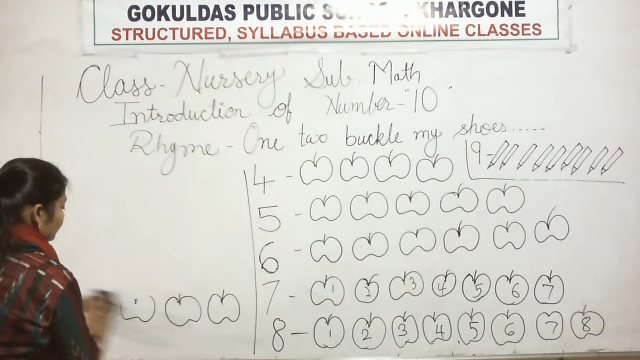 GOKULDAS PUBLIC SCHOOL, KHARGONE
STRUCTURED, SYLLABUS BASED ONLINE CLASSES
Class - Nursery Sub. Math
Introduction of Number - "10"
Rhyme - One two buckle my shoes.....
4 -
9 -
5 -
6 -
7 - 1 2 3 4 5 6 7
8 - 1 2 3 4 5 6 7 8